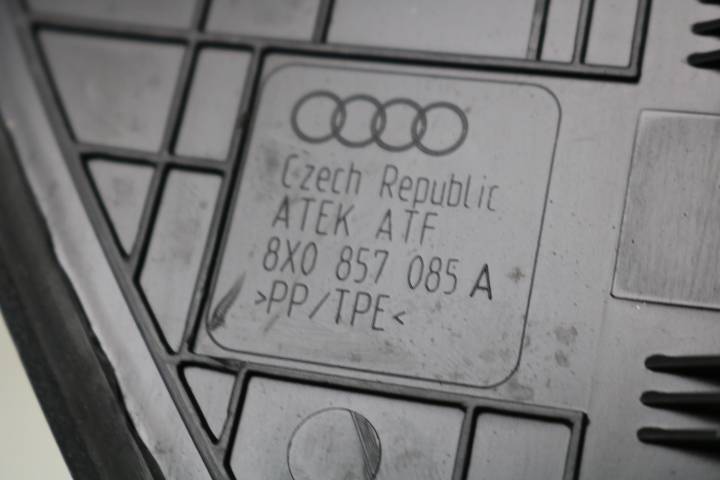 Czech Republic
ATEK ATF
8X0 857 085 A
>PP/TPE<